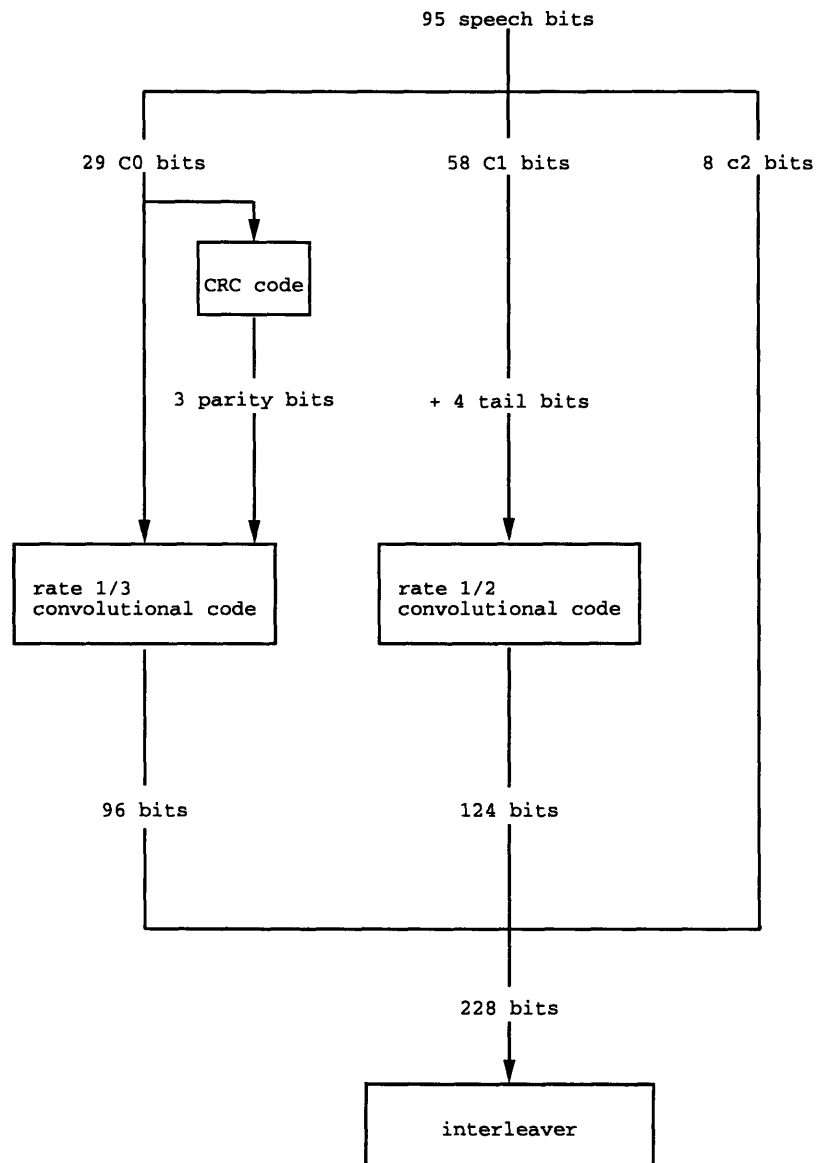 95 speech bits
29 C0 bits
58 C1 bits
8 c2 bits
CRC code
3 parity bits
+ 4 tail bits
rate 1/3
convolutional code
rate 1/2
convolutional code
96 bits
124 bits
228 bits
interleaver